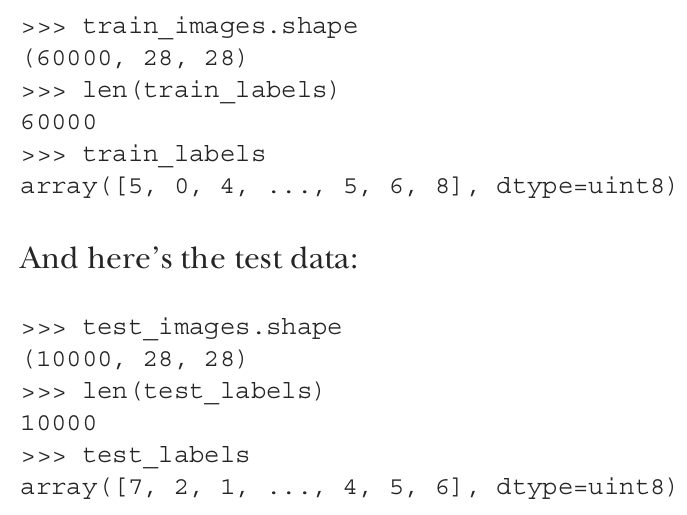 >>> train_images.shape
(60000, 28, 28)
>>> len(train_labels)
60000
>>> train_labels
array([5, 0, 4, ..., 5, 6, 8], dtype=uint8)
And here’s the test data:
>>> test_images.shape
(10000, 28, 28)
>>> len(test_labels)
10000
>>> test_labels
array([7, 2, 1, ..., 4, 5, 6], dtype=uint8)